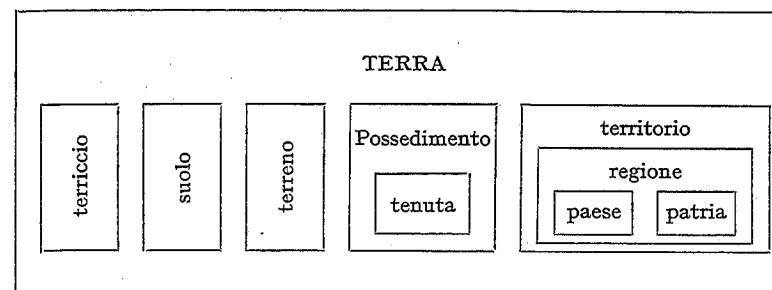 TERRA
terriccio
suolo
terreno
Possedimento
tenuta
territorio
regione
paese patria